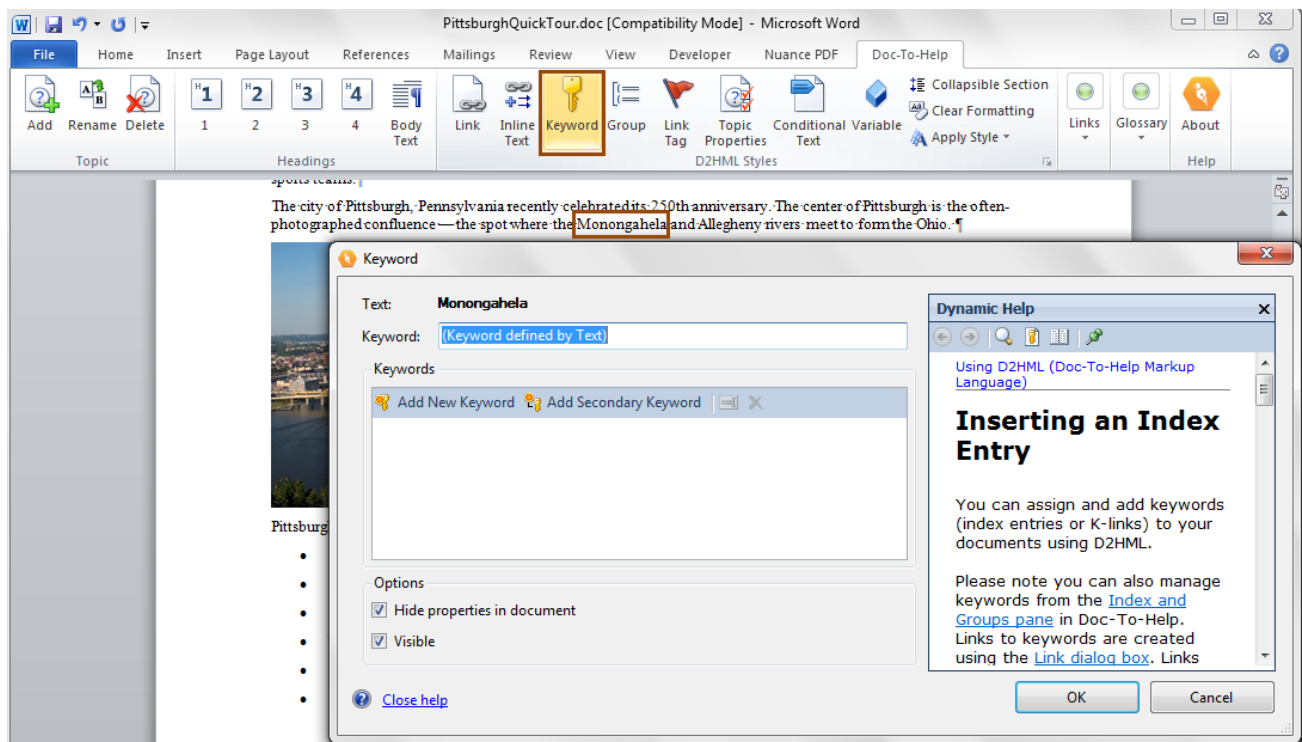 PittsburghQuickTour.doc [Compatibility Mode] - Microsoft Word
File Home Insert Page Layout References Mailings Review View Developer Nuance PDF Doc-To-Help
Add Rename Delete
Topic
1 2 3 4 Body Text
Headings
Link Inline Text Keyword Group Link Tag Topic Properties Conditional Text Variable
Collapsible Section
Clear Formatting
Apply Style
D2HML Styles
Links Glossary About
Help
sports teams.¶
The city of Pittsburgh, Pennsylvania recently celebrated its 250th anniversary. The center of Pittsburgh is the often-
photographed confluence — the spot where the Monongahela and Allegheny rivers meet to form the Ohio. ¶
Pittsburg
Keyword
Text: Monongahela
Keyword: (Keyword defined by Text)
Keywords
Add New Keyword Add Secondary Keyword
Options
Hide properties in document
Visible
Close help
Dynamic Help
Using D2HML (Doc-To-Help Markup
Language)
Inserting an Index
Entry
You can assign and add keywords
(index entries or K-links) to your
documents using D2HML.
Please note you can also manage
keywords from the Index and
Groups pane in Doc-To-Help.
Links to keywords are created
using the Link dialog box. Links
OK Cancel